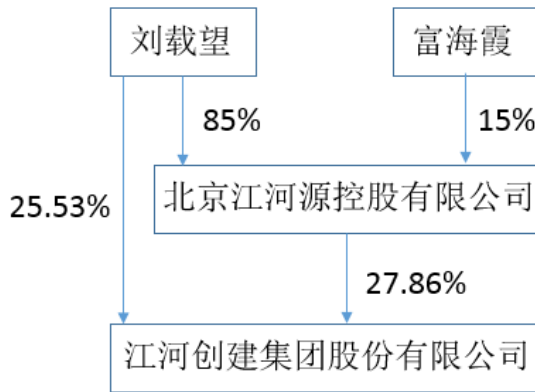 刘载望
富海霞
85%
15%
北京江河源控股有限公司
25.53%
27.86%
江河创建集团股份有限公司